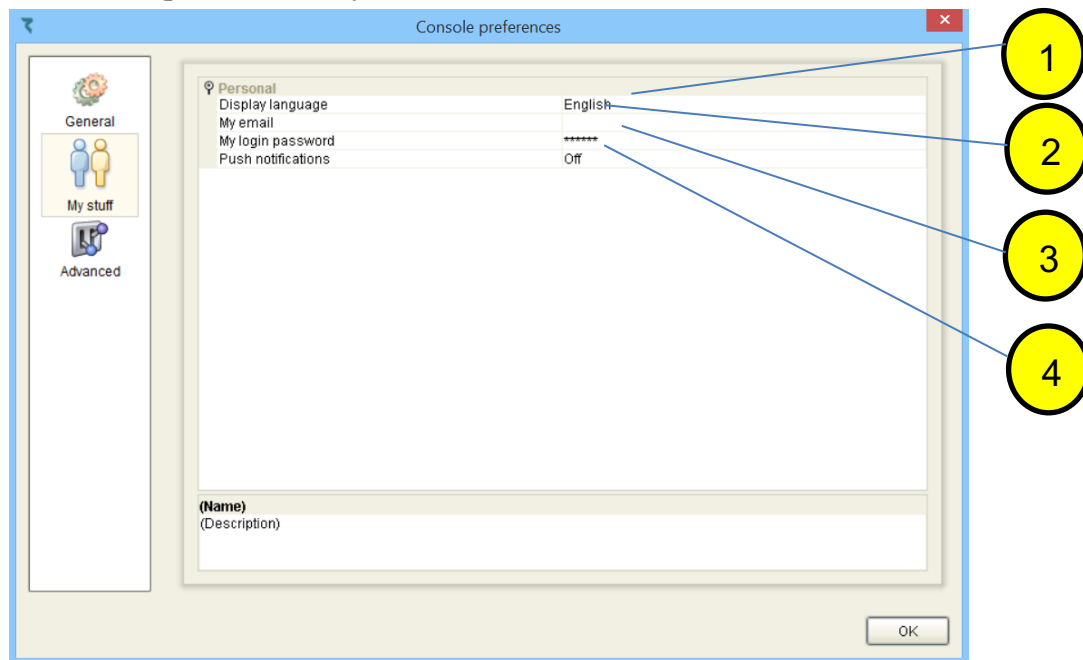 Console preferences
1
General
My stuff
Advanced
Personal
Display language English
My email
My login password ******
Push notifications Off
2
3
4
(Name)
(Description)
OK